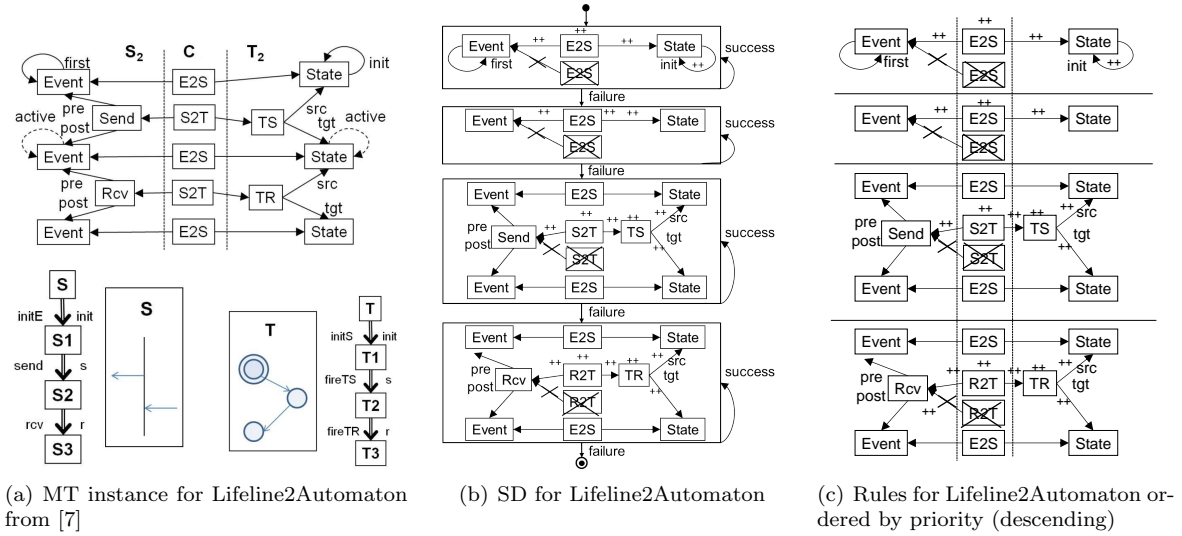 S2 C T2
first
Event E2S State init
pre
post Send S2T TS src
tgt
active active
Event E2S State
pre
post Rcv S2T TR src
tgt
Event E2S State
S
initE init
S1
send s
S2
rcv r
S3
S
T
T
initS init
T1
fireTS s
T2
fireTR r
T3
(a) MT instance for Lifeline2Automaton
from [7]
Event ++ E2S ++ State success
first E2S init ++
failure
++ ++ ++
Event E2S State success
E2S
failure
Event E2S State
++ ++ ++ src
pre ++ S2T TS tgt success
post Send S2T ++
Event E2S State
failure
Event E2S State
++ ++ ++ src
pre ++ R2T TR tgt
post Rcv R2T ++ success
Event E2S State
failure
(b) SD for Lifeline2Automaton
++
Event ++ E2S ++ State
first E2S init ++
++
Event ++ E2S ++ State
E2S
Event E2S State
++ ++ ++ ++ src
pre ++ S2T TS tgt
post Send S2T ++
Event E2S State
Event E2S State
++ ++ ++ ++ src
pre ++ R2T TR tgt
post Rcv R2T ++
++
Event E2S State
(c) Rules for Lifeline2Automaton or-
dered by priority (descending)